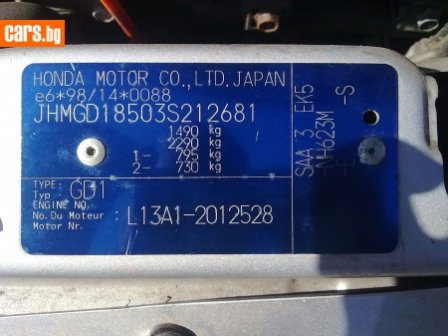 cars.bg
HONDA MOTOR CO., LTD. JAPAN
e6*98/14*0088
JHMGD18503S212681
1490 kg
2290 kg
1- 795 kg
2- 730 kg
TYPE:
Typ: GD1
ENGINE NO.
No. Du Moteur: L13A1-2012528
Motor Nr.
SAA 3 EK5
NH623M -S